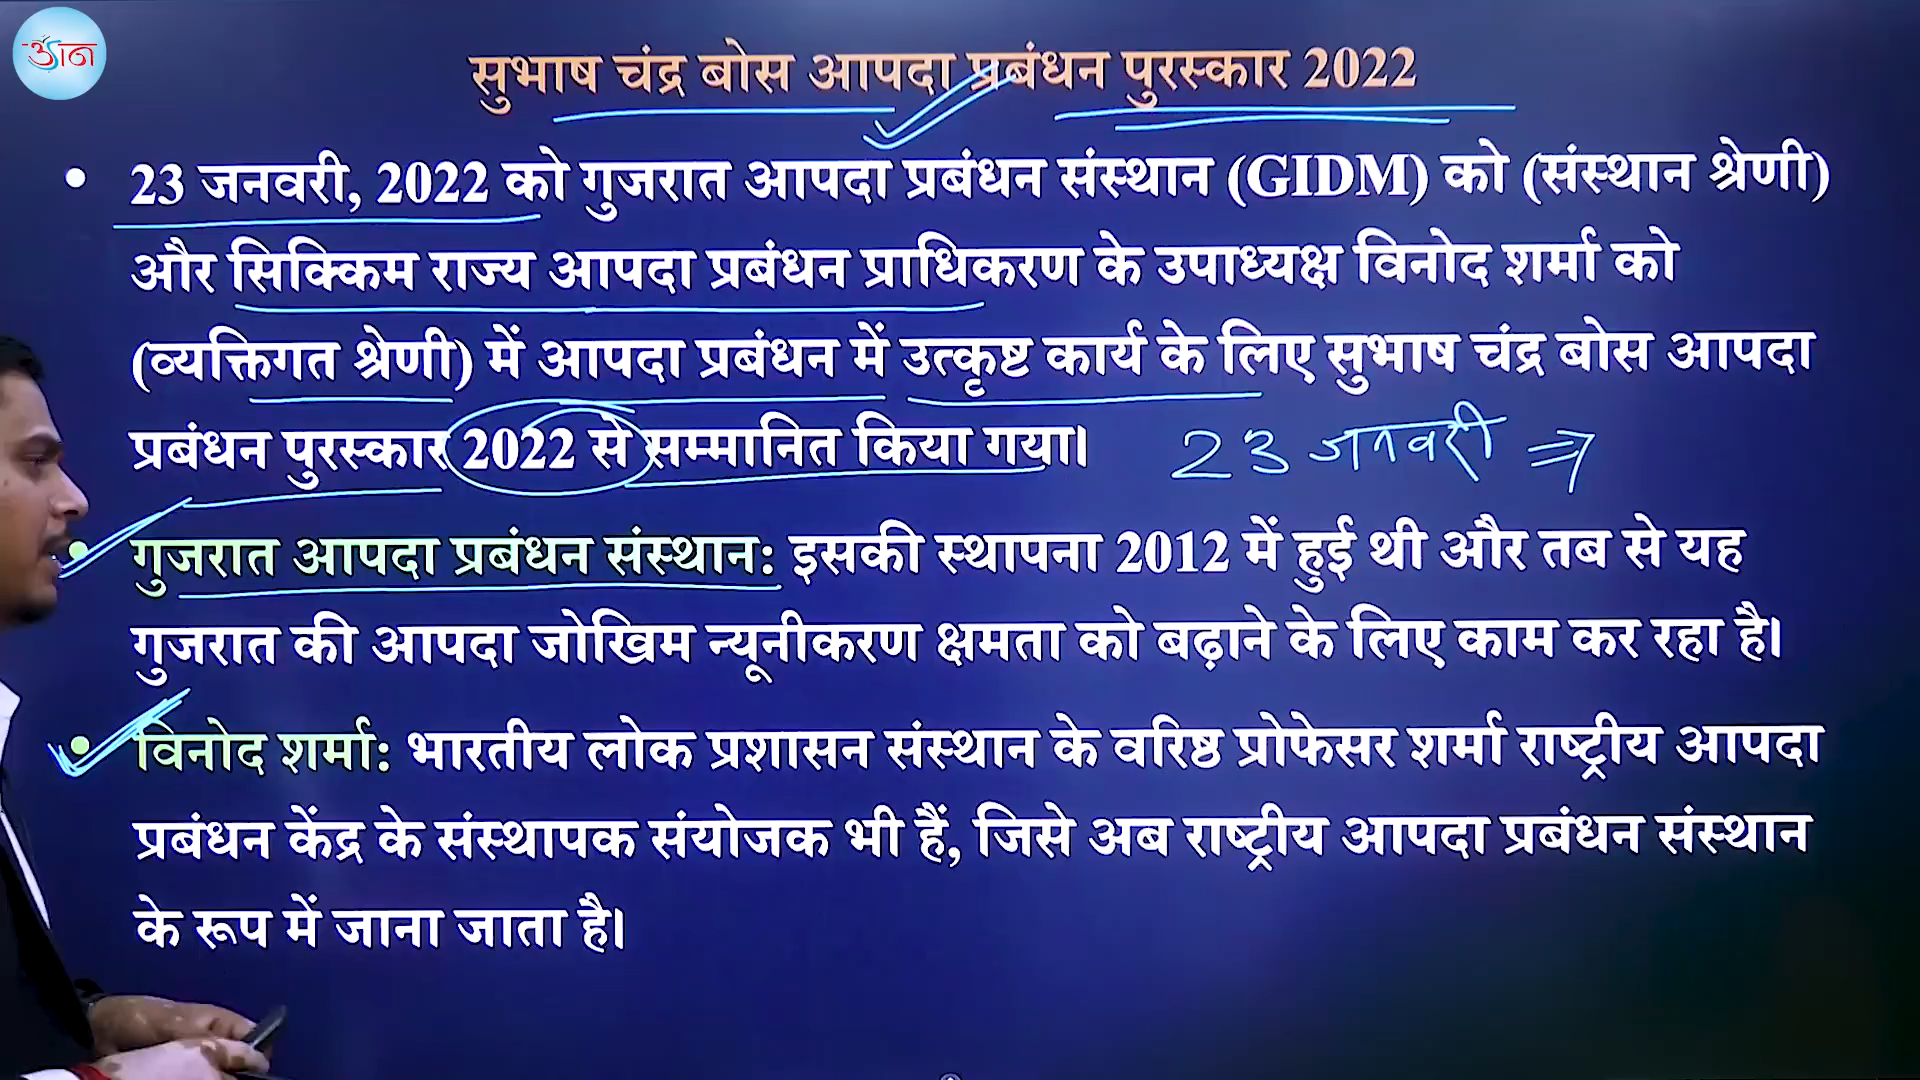 उड़ान
सुभाष चंद्र बोस आपदा प्रबंधन पुरस्कार 2022
• 23 जनवरी, 2022 को गुजरात आपदा प्रबंधन संस्थान (GIDM) को (संस्थान श्रेणी)
और सिक्किम राज्य आपदा प्रबंधन प्राधिकरण के उपाध्यक्ष विनोद शर्मा को
(व्यक्तिगत श्रेणी) में आपदा प्रबंधन में उत्कृष्ट कार्य के लिए सुभाष चंद्र बोस आपदा
प्रबंधन पुरस्कार 2022 से सम्मानित किया गया।
23 जनवरी ⇒
• गुजरात आपदा प्रबंधन संस्थान: इसकी स्थापना 2012 में हुई थी और तब से यह
गुजरात की आपदा जोखिम न्यूनीकरण क्षमता को बढ़ाने के लिए काम कर रहा है।
• विनोद शर्मा: भारतीय लोक प्रशासन संस्थान के वरिष्ठ प्रोफेसर शर्मा राष्ट्रीय आपदा
प्रबंधन केंद्र के संस्थापक संयोजक भी हैं, जिसे अब राष्ट्रीय आपदा प्रबंधन संस्थान
के रूप में जाना जाता है।